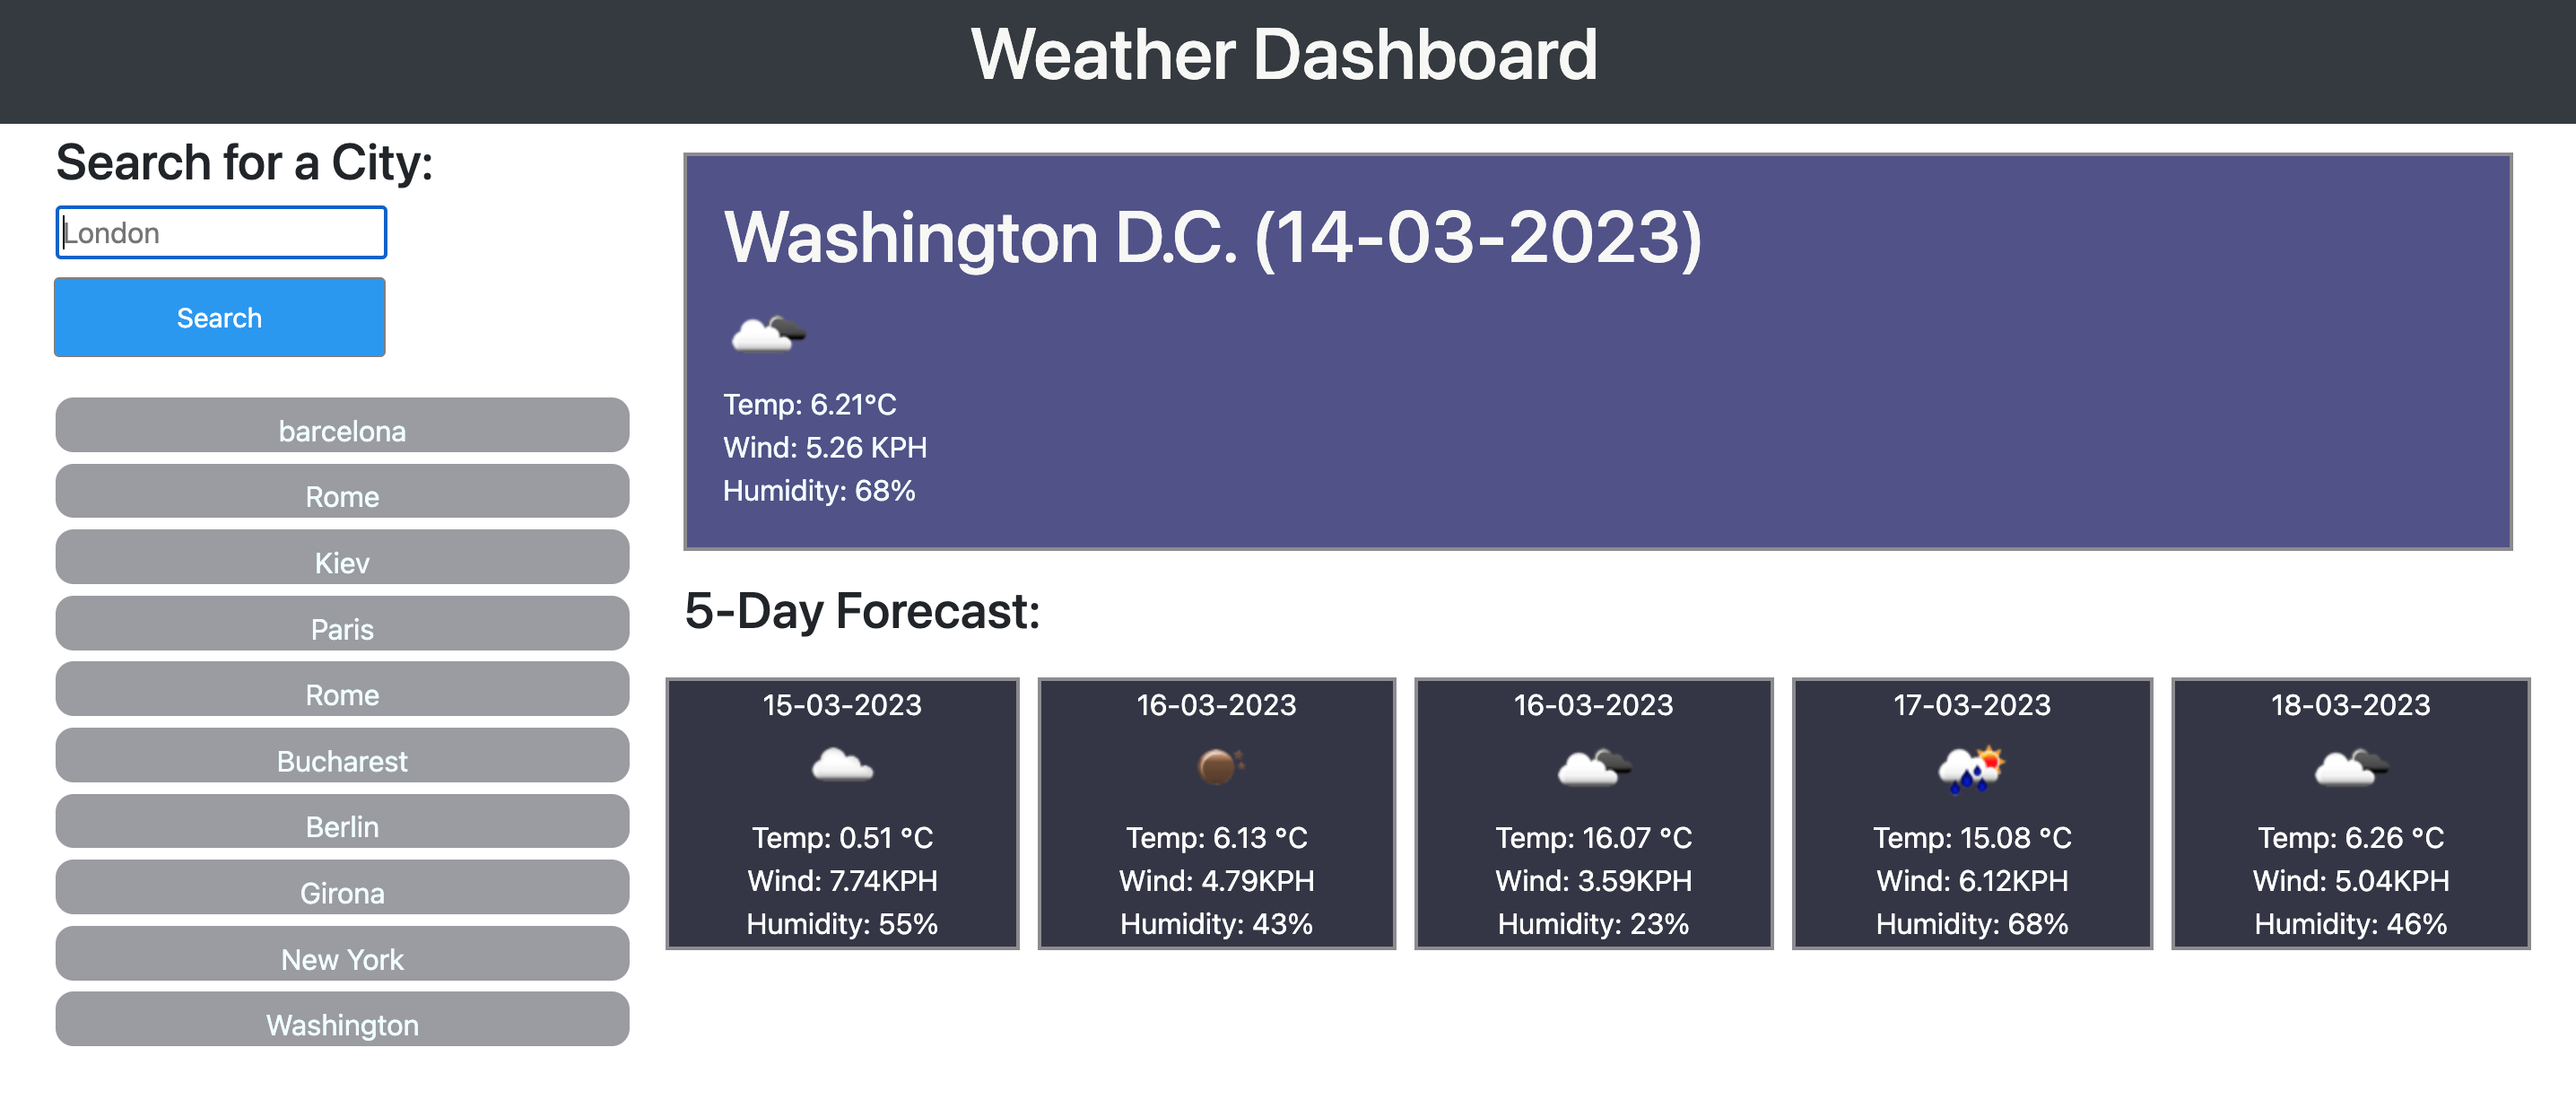 Weather Dashboard
Search for a City:
London
Search
barcelona
Rome
Kiev
Paris
Rome
Bucharest
Berlin
Girona
New York
Washington
Washington D.C. (14-03-2023)
Temp: 6.21°C
Wind: 5.26 KPH
Humidity: 68%
5-Day Forecast:
15-03-2023
Temp: 0.51 °C
Wind: 7.74KPH
Humidity: 55%
16-03-2023
Temp: 6.13 °C
Wind: 4.79KPH
Humidity: 43%
16-03-2023
Temp: 16.07 °C
Wind: 3.59KPH
Humidity: 23%
17-03-2023
Temp: 15.08 °C
Wind: 6.12KPH
Humidity: 68%
18-03-2023
Temp: 6.26 °C
Wind: 5.04KPH
Humidity: 46%